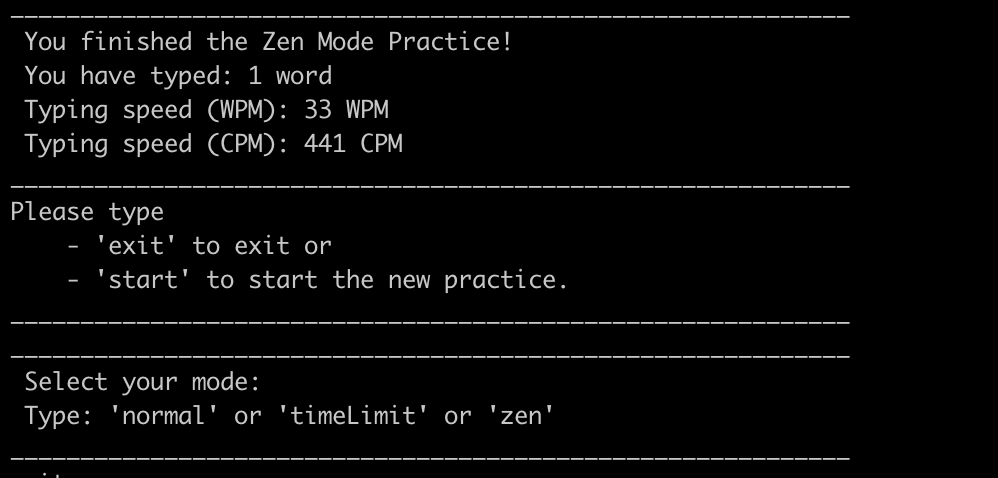 You finished the Zen Mode Practice!
You have typed: 1 word
Typing speed (WPM): 33 WPM
Typing speed (CPM): 441 CPM
Please type
- 'exit' to exit or
- 'start' to start the new practice.
Select your mode:
Type: 'normal' or 'timeLimit' or 'zen'